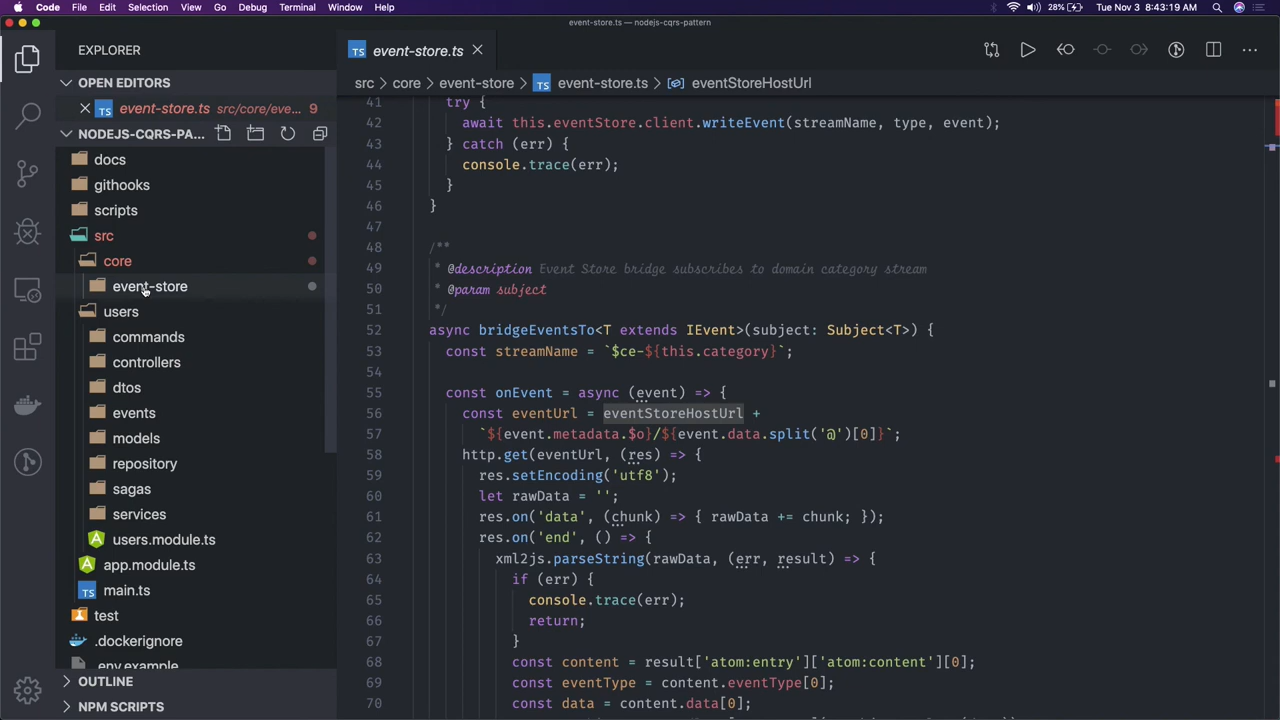 Code File Edit Selection View Go Debug Terminal Window Help 28% Tue Nov 3 8:43:19 AM
event-store.ts — nodejs-cqrs-pattern
EXPLORER
OPEN EDITORS
TS event-store.ts src/core/eve... 9
NODEJS-CQRS-PA...
docs
githooks
scripts
src
core
event-store
users
commands
controllers
dtos
events
models
repository
sagas
services
users.module.ts
app.module.ts
TS main.ts
test
.dockerignore
.env.example
OUTLINE
NPM SCRIPTS
TS event-store.ts
src > core > event-store > TS event-store.ts > eventStoreHostUrl
41 try {
42 await this.eventStore.client.writeEvent(streamName, type, event);
43 } catch (err) {
44 console.trace(err);
45 }
46 }
47
48 /**
49 * @description Event Store bridge subscribes to domain category stream
50 * @param subject
51 */
52 async bridgeEventsTo<T extends IEvent>(subject: Subject<T>) {
53 const streamName = `$ce-${this.category}`;
54
55 const onEvent = async (event) => {
56 const eventUrl = eventStoreHostUrl +
57 `${event.metadata.$o}/${event.data.split('@')[0]}`;
58 http.get(eventUrl, (res) => {
59 res.setEncoding('utf8');
60 let rawData = '';
61 res.on('data', (chunk) => { rawData += chunk; });
62 res.on('end', () => {
63 xml2js.parseString(rawData, (err, result) => {
64 if (err) {
65 console.trace(err);
66 return;
67 }
68 const content = result['atom:entry']['atom:content'][0];
69 const eventType = content.eventType[0];
70 const data = content.data[0];